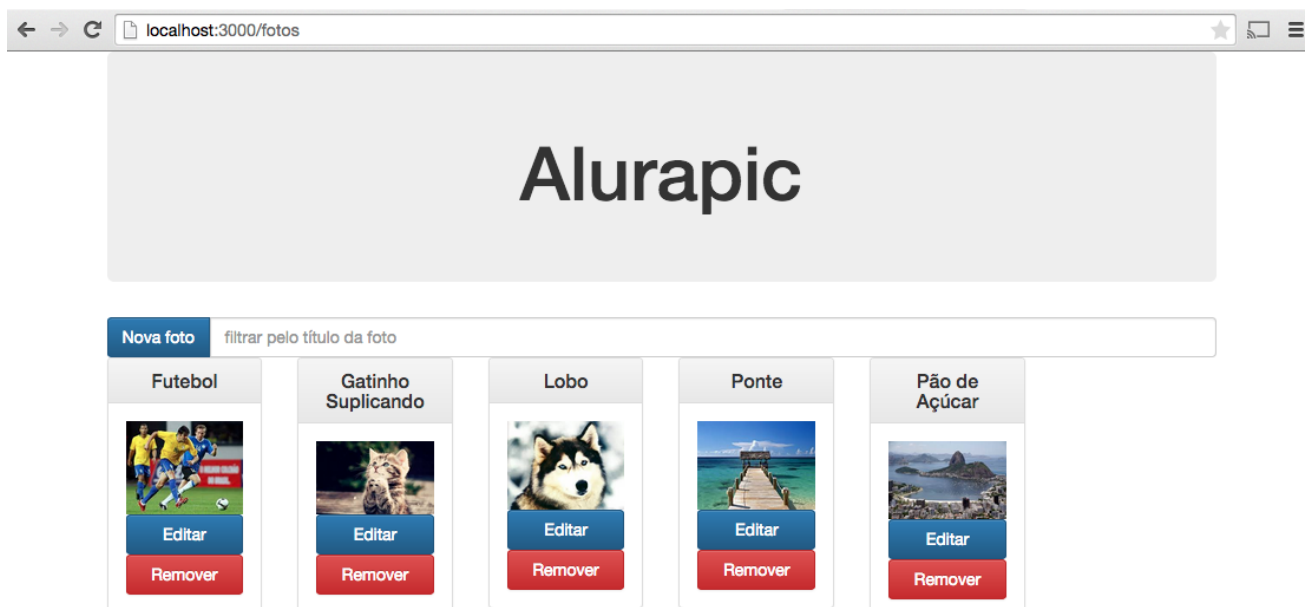 localhost:3000/fotos
Alurapic
Nova foto
filtrar pelo título da foto
Futebol
Gatinho
Suplicando
Lobo
Ponte
Pão de
Açúcar
Editar
Editar
Editar
Editar
Editar
Remover
Remover
Remover
Remover
Remover